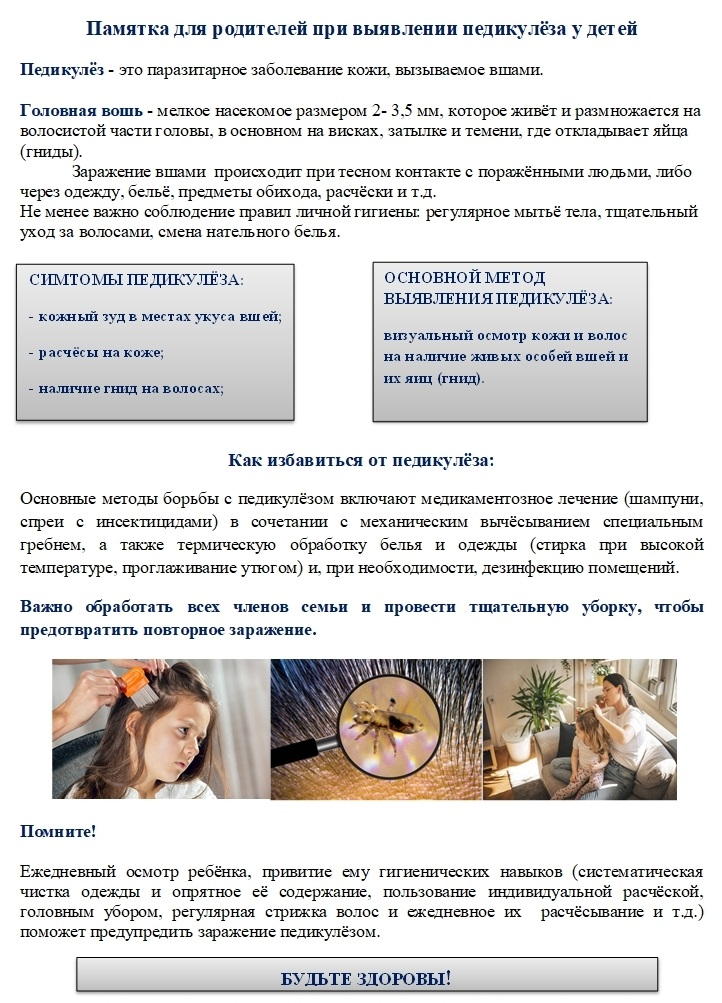 Памятка для родителей при выявлении педикулёза у детей
Педикулёз - это паразитарное заболевание кожи, вызываемое вшами.
Головная вошь - мелкое насекомое размером 2- 3,5 мм, которое живёт и размножается на
волосистой части головы, в основном на висках, затылке и темени, где откладывает яйца
(гниды).
Заражение вшами происходит при тесном контакте с поражёнными людьми, либо
через одежду, бельё, предметы обихода, расчёски и т.д.
Не менее важно соблюдение правил личной гигиены: регулярное мытьё тела, тщательный
уход за волосами, смена нательного белья.
СИМТОМЫ ПЕДИКУЛЁЗА:
- кожный зуд в местах укуса вшей;
- расчёсы на коже;
- наличие гнид на волосах;
ОСНОВНОЙ МЕТОД
ВЫЯВЛЕНИЯ ПЕДИКУЛЁЗА:
визуальный осмотр кожи и волос
на наличие живых особей вшей и
их яиц (гнид).
Как избавиться от педикулёза:
Основные методы борьбы с педикулёзом включают медикаментозное лечение (шампуни,
спреи с инсектицидами) в сочетании с механическим вычёсыванием специальным
гребнем, а также термическую обработку белья и одежды (стирка при высокой
температуре, проглаживание утюгом) и, при необходимости, дезинфекцию помещений.
Важно обработать всех членов семьи и провести тщательную уборку, чтобы
предотвратить повторное заражение.
Помните!
Ежедневный осмотр ребёнка, привитие ему гигиенических навыков (систематическая
чистка одежды и опрятное её содержание, пользование индивидуальной расчёской,
головным убором, регулярная стрижка волос и ежедневное их расчёсывание и т.д.)
поможет предупредить заражение педикулёзом.
БУДЬТЕ ЗДОРОВЫ!